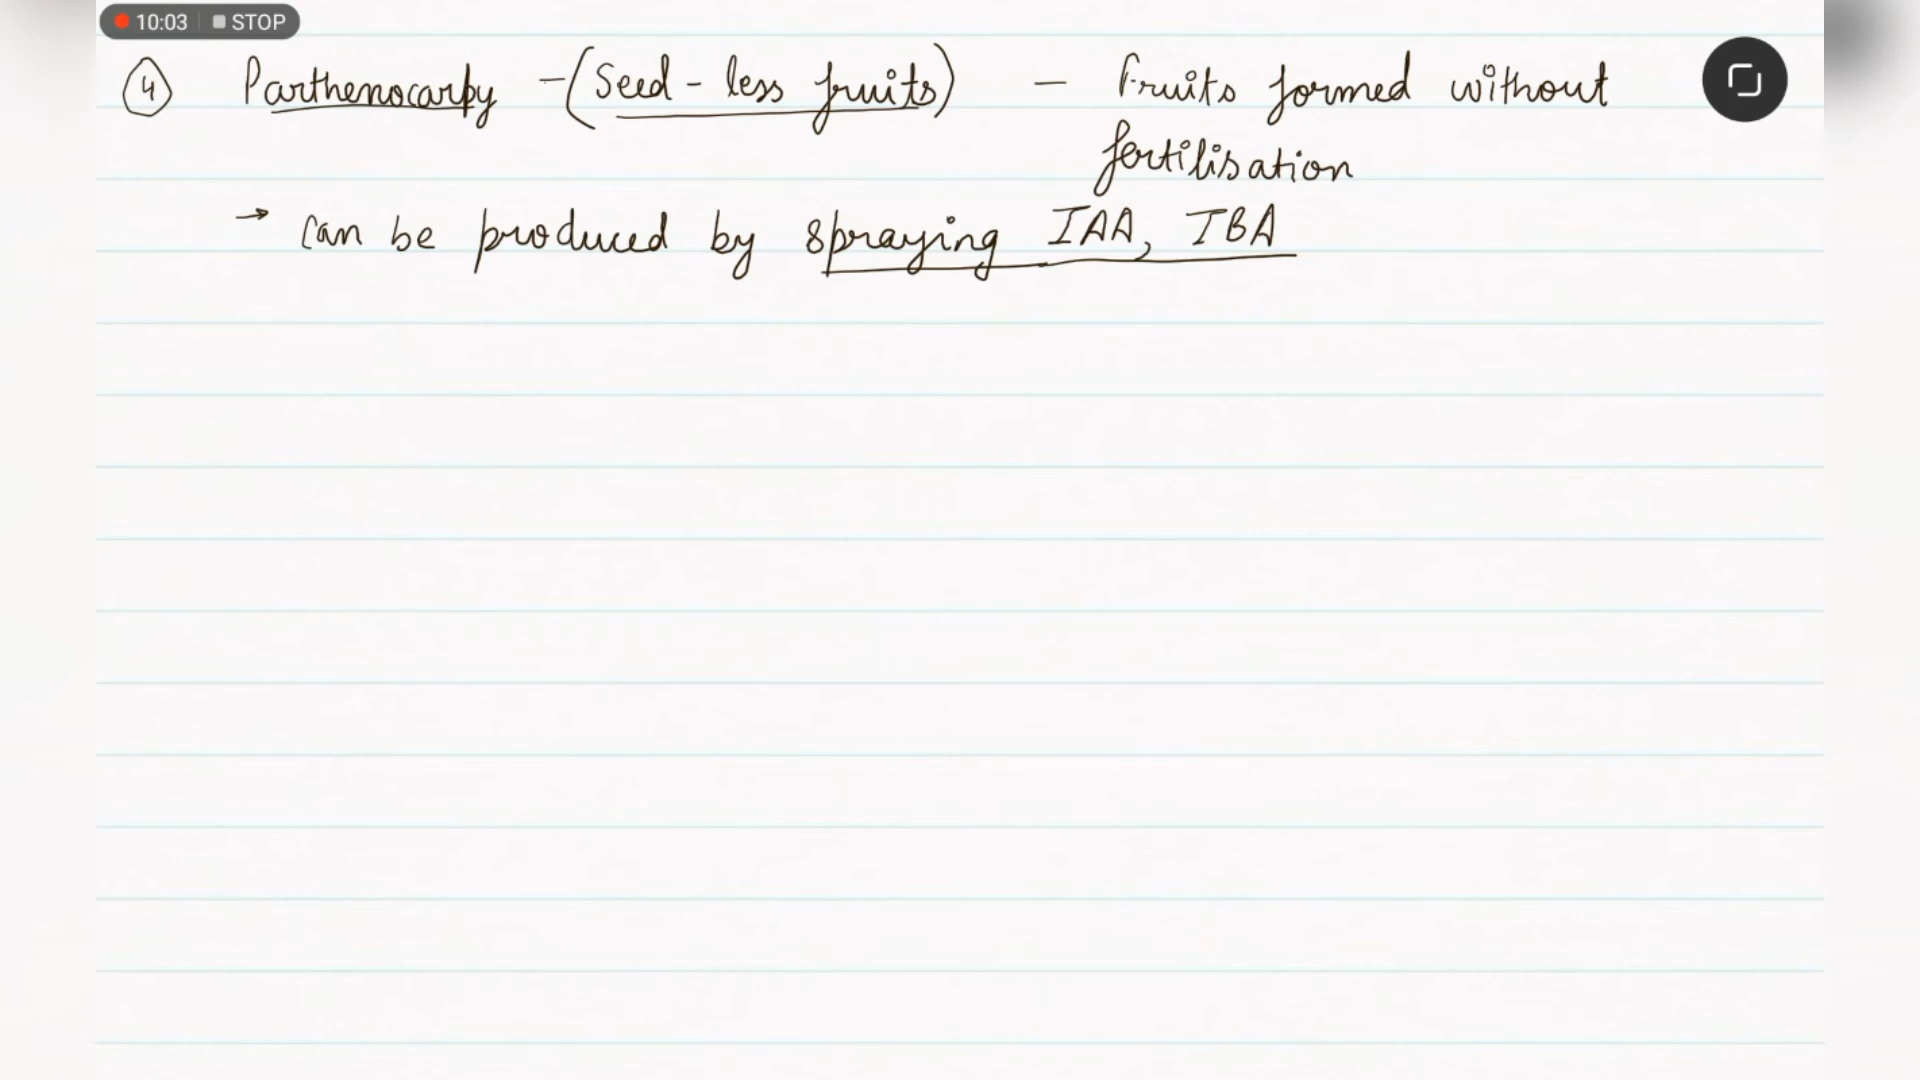 10:03 STOP
4 Parthenocarpy - (Seed-less fruits) - Fruits formed without
fertilisation
→ can be produced by spraying IAA, IBA